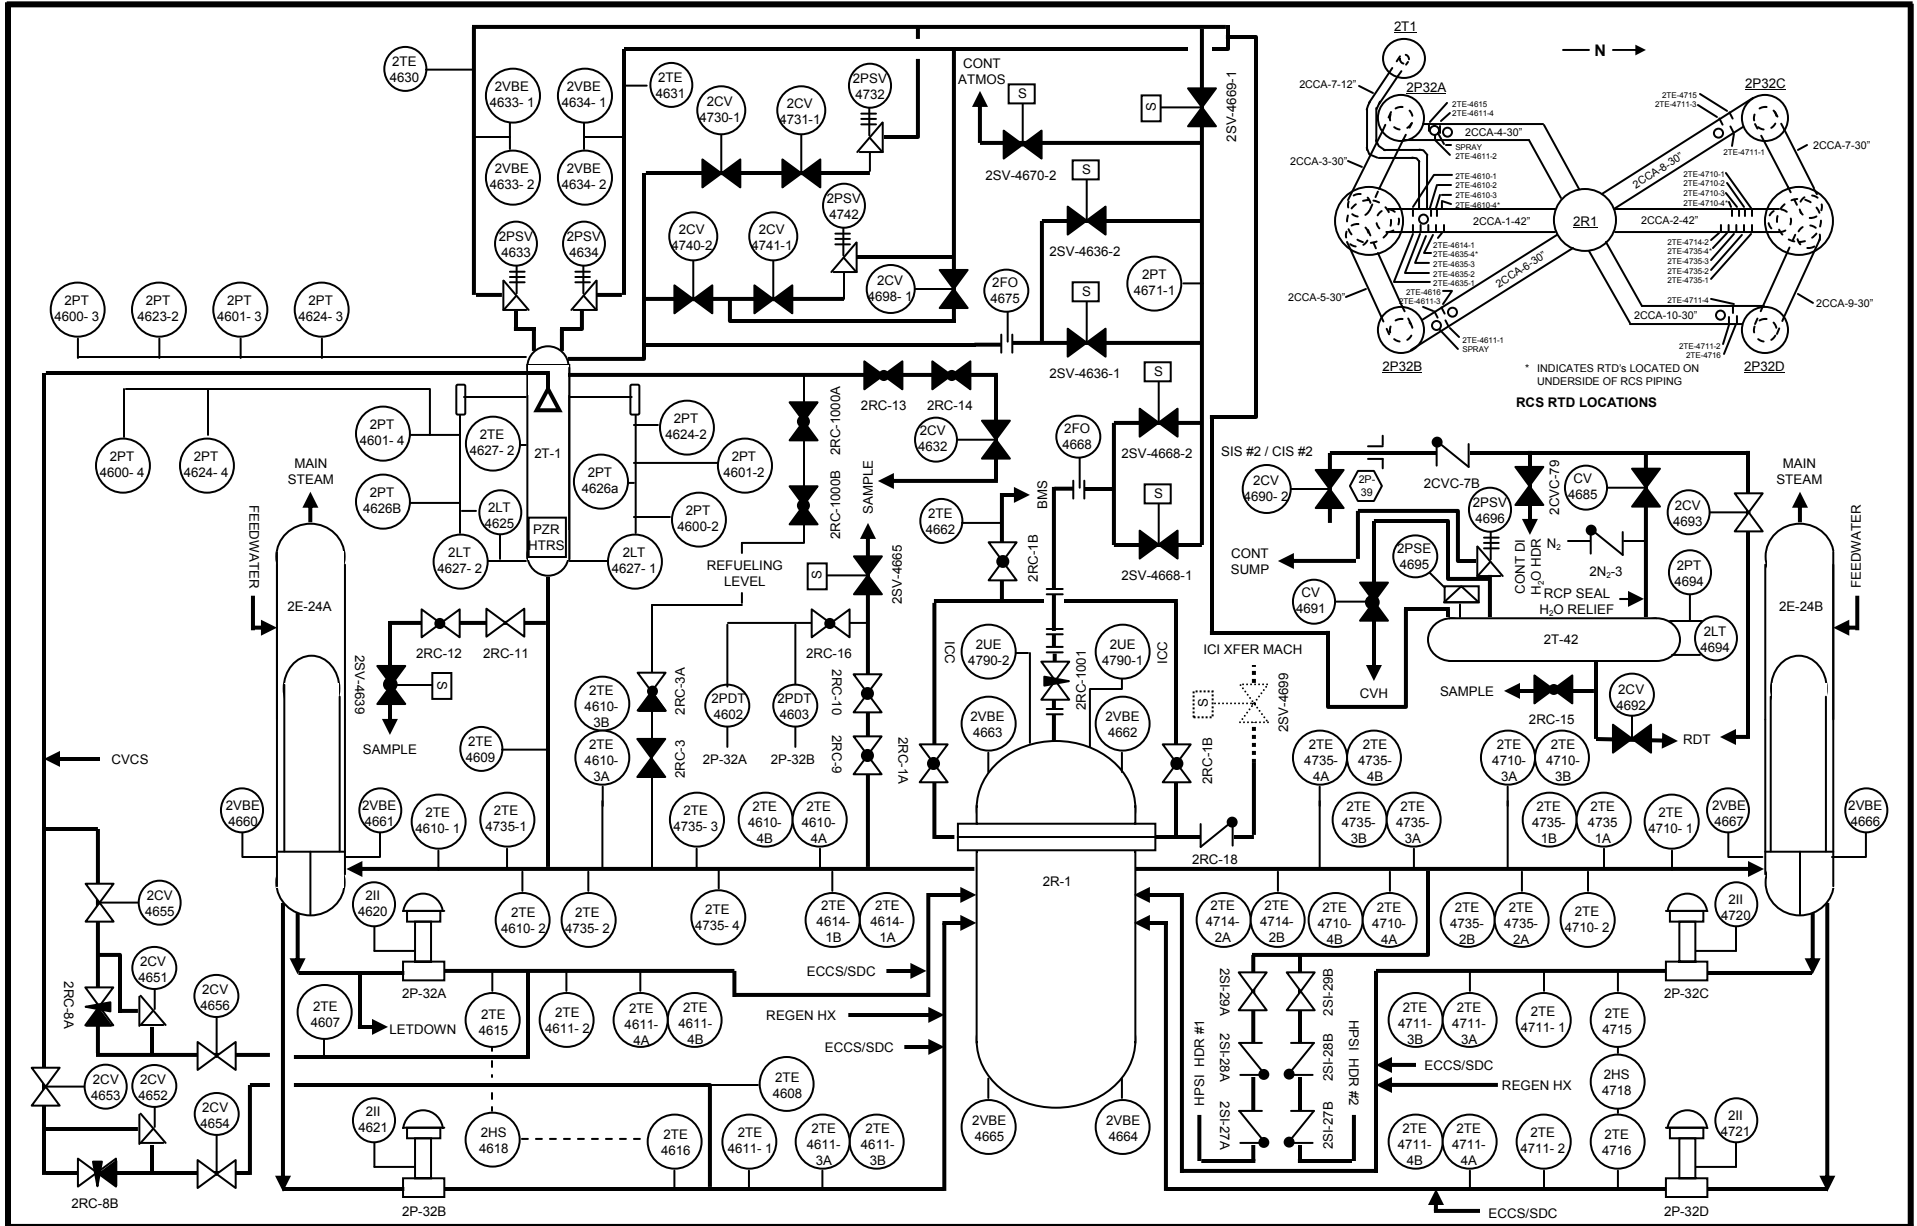 2TE
4630
2VBE
4633- 1
2VBE
4634- 1
2TE
4631
2VBE
4633- 2
2VBE
4634- 2
2PSV
4633
2PSV
4634
2CV
4730-1
2CV
4731-1
2PSV
4732
2CV
4740-2
2CV
4741-1
2PSV
4742
2CV
4698- 1
2FO
4675
CONT
ATMOS
S
2SV-4670-2
S
2SV-4669-1
S
2SV-4636-2
2PT
4671-1
S
2SV-4636-1
S
2SV-4668-2
S
2SV-4668-1
2FO
4668
2T1
N
2CCA-7-12"
2P32A
2TE-4615
2TE-4611-4
2CCA-4-30"
SPRAY
2TE-4611-2
2CCA-3-30"
2TE-4610-1
2TE-4610-2
2TE-4610-3
2TE-4610-4*
2CCA-1-42"
2TE-4614-1
2TE-4635-4*
2TE-4635-3
2TE-4635-2
2TE-4635-1
2CCA-5-30"
2TE-4616
2TE-4611-3
2CCA-6-30"
2TE-4611-1
SPRAY
2P32B
2R1
2TE-4715
2TE-4711-3
2P32C
2TE-4711-1
2CCA-8-30"
2CCA-7-30"
2TE-4710-1
2TE-4710-2
2TE-4710-3
2TE-4710-4*
2CCA-2-42"
2TE-4714-2
2TE-4735-4*
2TE-4735-3
2TE-4735-2
2TE-4735-1
2TE-4711-4
2CCA-9-30"
2CCA-10-30"
2TE-4711-2
2TE-4716
2P32D
* INDICATES RTD's LOCATED ON
UNDERSIDE OF RCS PIPING
RCS RTD LOCATIONS
2PT
4600- 3
2PT
4623-2
2PT
4601- 3
2PT
4624- 3
2PT
4600- 4
2PT
4624- 4
2PT
4601- 4
2TE
4627- 2
2T-1
2PT
4626B
2LT
4625
2LT
4627- 2
PZR
HTRS
2PT
4626a
2PT
4624-2
2PT
4601-2
2PT
4600-2
2LT
4627- 1
2RC-1000A
2RC-1000B
REFUELING
LEVEL
2RC-13
2RC-14
2CV
4632
SAMPLE
2TE
4662
BMS
2RC-1B
S
2SV-4665
MAIN
STEAM
FEEDWATER
2E-24A
2RC-12
2RC-11
2SV-4639
S
SAMPLE
2TE
4609
2TE
4610-
3B
2TE
4610-
3A
2RC-3A
2RC-3
2PDT
4602
2PDT
4603
2P-32A
2P-32B
2RC-16
2RC-10
2RC-9
ICC
2UE
4790-2
2UE
4790-1
ICC
2RC-1001
2VBE
4663
2VBE
4662
2RC-1A
2RC-1B
ICI XFER MACH
S
2SV-4699
2RC-18
SIS #2 / CIS #2
2CV
4690- 2
2P-
39
2CVC-7B
2CVC-79
CV
4685
2CV
4693
2PSV
4696
CONT DI
H2O HDR
N2
2N2-3
2PSE
4695
CONT
SUMP
CV
4691
CVH
RCP SEAL
H2O RELIEF
2PT
4694
2LT
4694
2T-42
SAMPLE
2RC-15
2CV
4692
RDT
MAIN
STEAM
FEEDWATER
2E-24B
CVCS
2VBE
4660
2VBE
4661
2TE
4610- 1
2TE
4735-1
2TE
4735- 3
2TE
4610-
4B
2TE
4610-
4A
2TE
4735-
4A
2TE
4735-
4B
2TE
4735-
3B
2TE
4735-
3A
2TE
4710-
3A
2TE
4710-
3B
2TE
4735-
1B
2TE
4735
1A
2TE
4710- 1
2VBE
4667
2VBE
4666
2R-1
2II
4620
2P-32A
2TE
4610- 2
2TE
4735- 2
2TE
4735- 4
2TE
4614-
1B
2TE
4614-
1A
2TE
4714-
2A
2TE
4714-
2B
2TE
4710-
4B
2TE
4710-
4A
2TE
4735-
2B
2TE
4735-
2A
2TE
4710- 2
2II
4720
2P-32C
2CV
4655
2RC-8A
2CV
4651
2CV
4656
2CV
4653
2CV
4652
2CV
4654
2RC-8B
2TE
4607
LETDOWN
2TE
4615
2TE
4611- 2
2TE
4611-
4A
2TE
4611-
4B
ECCS/SDC
REGEN HX
ECCS/SDC
2TE
4608
2II
4621
2P-32B
2HS
4618
2TE
4616
2TE
4611- 1
2TE
4611-
3A
2TE
4611-
3B
2VBE
4665
2VBE
4664
HPSI HDR #1
2SI-29A
2SI-28A
2SI-27A
2SI-29B
2SI-28B
2SI-27B
HPSI HDR #2
2TE
4711-
3B
2TE
4711-
3A
2TE
4711- 1
2TE
4715
ECCS/SDC
REGEN HX
2HS
4718
2TE
4711-
4B
2TE
4711-
4A
2TE
4711- 2
2TE
4716
2II
4721
2P-32D
ECCS/SDC